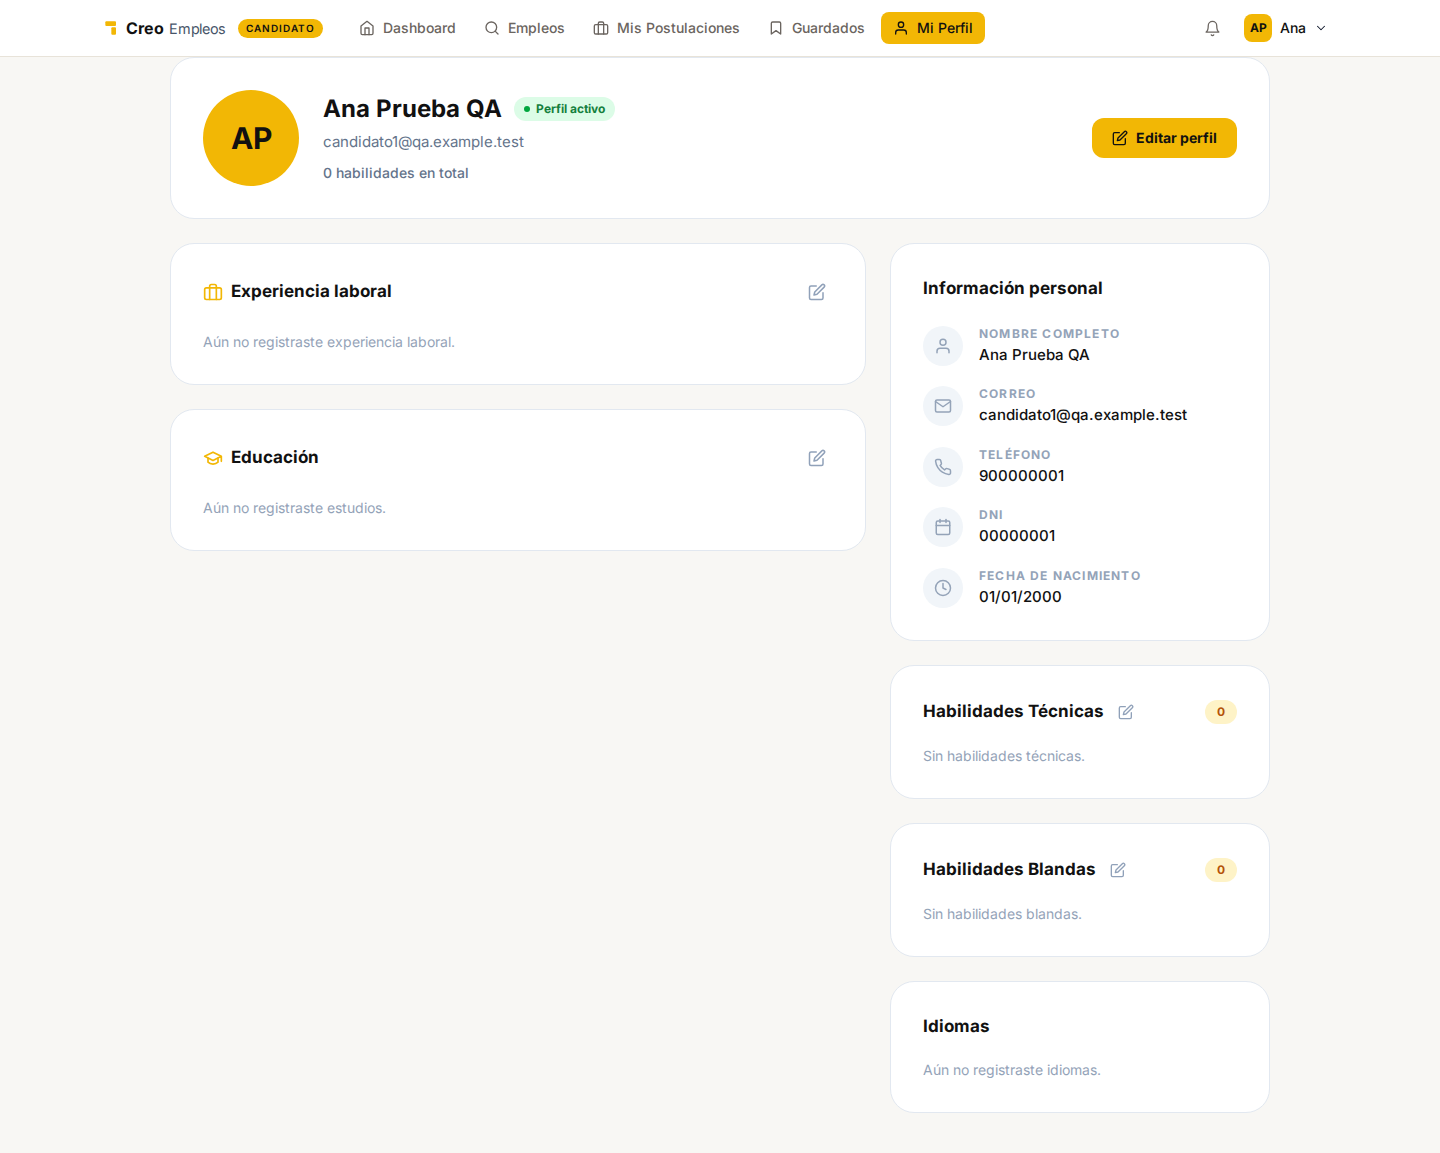 Creo Empleos CANDIDATO Dashboard Empleos Mis Postulaciones Guardados Mi Perfil AP Ana
AP
Ana Prueba QA Perfil activo
candidato1@qa.example.test
0 habilidades en total
Editar perfil
Experiencia laboral
Aún no registraste experiencia laboral.
Educación
Aún no registraste estudios.
Información personal
NOMBRE COMPLETO
Ana Prueba QA
CORREO
candidato1@qa.example.test
TELÉFONO
900000001
DNI
00000001
FECHA DE NACIMIENTO
01/01/2000
Habilidades Técnicas 0
Sin habilidades técnicas.
Habilidades Blandas 0
Sin habilidades blandas.
Idiomas
Aún no registraste idiomas.